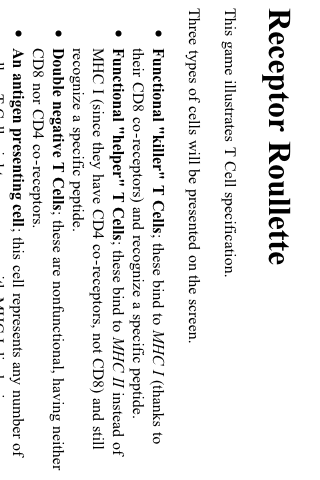 Receptor Roullette
This game illustrates T Cell specification.
Three types of cells will be presented on the screen.
• Functional "killer" T Cells; these bind to MHC I (thanks to
their CD8 co-receptors) and recognize a specific peptide.
• Functional "helper" T Cells; these bind to MHC II instead of
MHC I (since they have CD4 co-receptors, not CD8) and still
recognize a specific peptide.
• Double negative T Cells; these are nonfunctional, having neither
CD8 nor CD4 co-receptors.
• An antigen presenting cell; this cell represents any number of